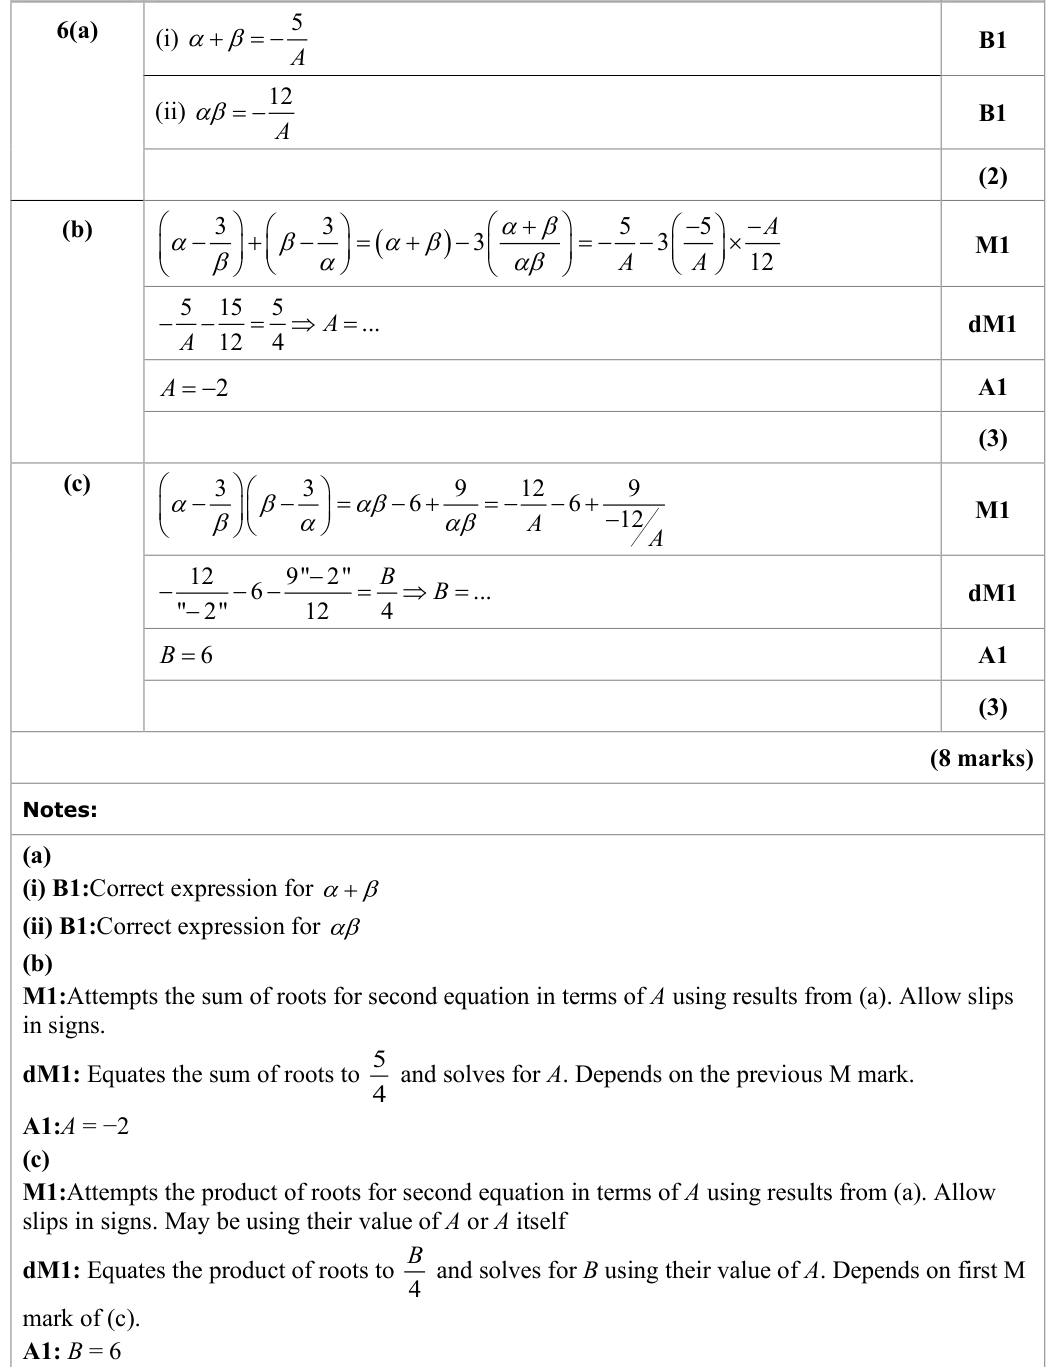 6(a) (i) α + β = −5/A B1
(ii) αβ = −12/A B1
(2)
(b) (α − 3/β) + (β − 3/α) = (α + β) − 3((α + β)/αβ) = −5/A − 3(−5/A) × −A/12 M1
−5/A − 15/12 = 5/4 ⇒ A = ... dM1
A = −2 A1
(3)
(c) (α − 3/β)(β − 3/α) = αβ − 6 + 9/αβ = −12/A − 6 + 9/(−12/A) M1
−12/"−2" − 6 − 9"−2"/12 = B/4 ⇒ B = ... dM1
B = 6 A1
(3)
(8 marks)
Notes:
(a)
(i) B1:Correct expression for α + β
(ii) B1:Correct expression for αβ
(b)
M1:Attempts the sum of roots for second equation in terms of A using results from (a). Allow slips
in signs.
dM1: Equates the sum of roots to 5/4 and solves for A. Depends on the previous M mark.
A1:A = −2
(c)
M1:Attempts the product of roots for second equation in terms of A using results from (a). Allow
slips in signs. May be using their value of A or A itself
dM1: Equates the product of roots to B/4 and solves for B using their value of A. Depends on first M
mark of (c).
A1: B = 6